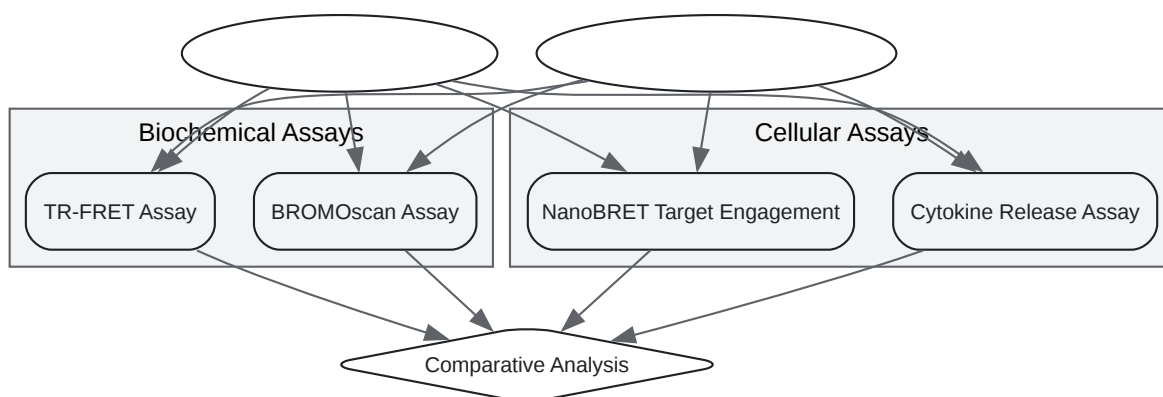 Biochemical Assays
Cellular Assays
TR-FRET Assay
BROMOscan Assay
NanoBRET Target Engagement
Cytokine Release Assay
Comparative Analysis